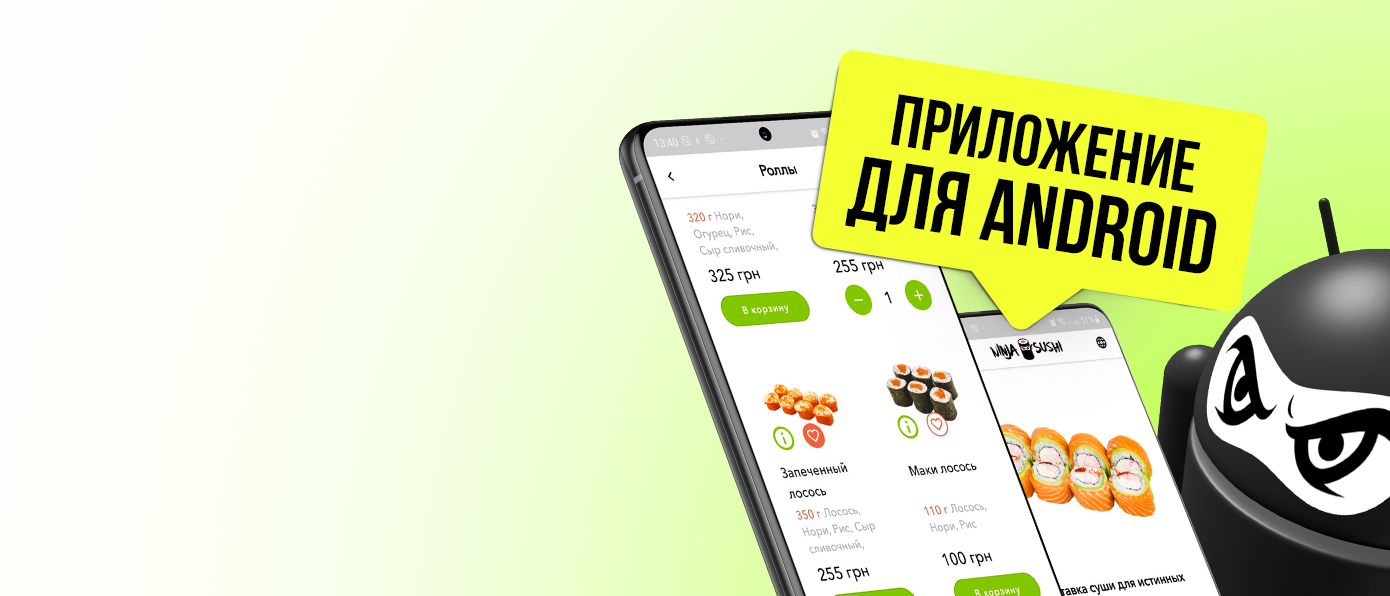 ПРИЛОЖЕНИЕ
ДЛЯ ANDROID
13:40
Роллы
320 г Нори,
Огурец, Рис,
Сыр сливочный,
325 грн
В корзину
255 грн
− 1 +
Запеченный
лосось
350 г Лосось,
Нори, Рис, Сыр
сливочный,
255 грн
Маки лосось
110 г Лосось,
Нори, Рис
100 грн
В корзину
51%
NINJA SUSHI
тавка суши для истинных